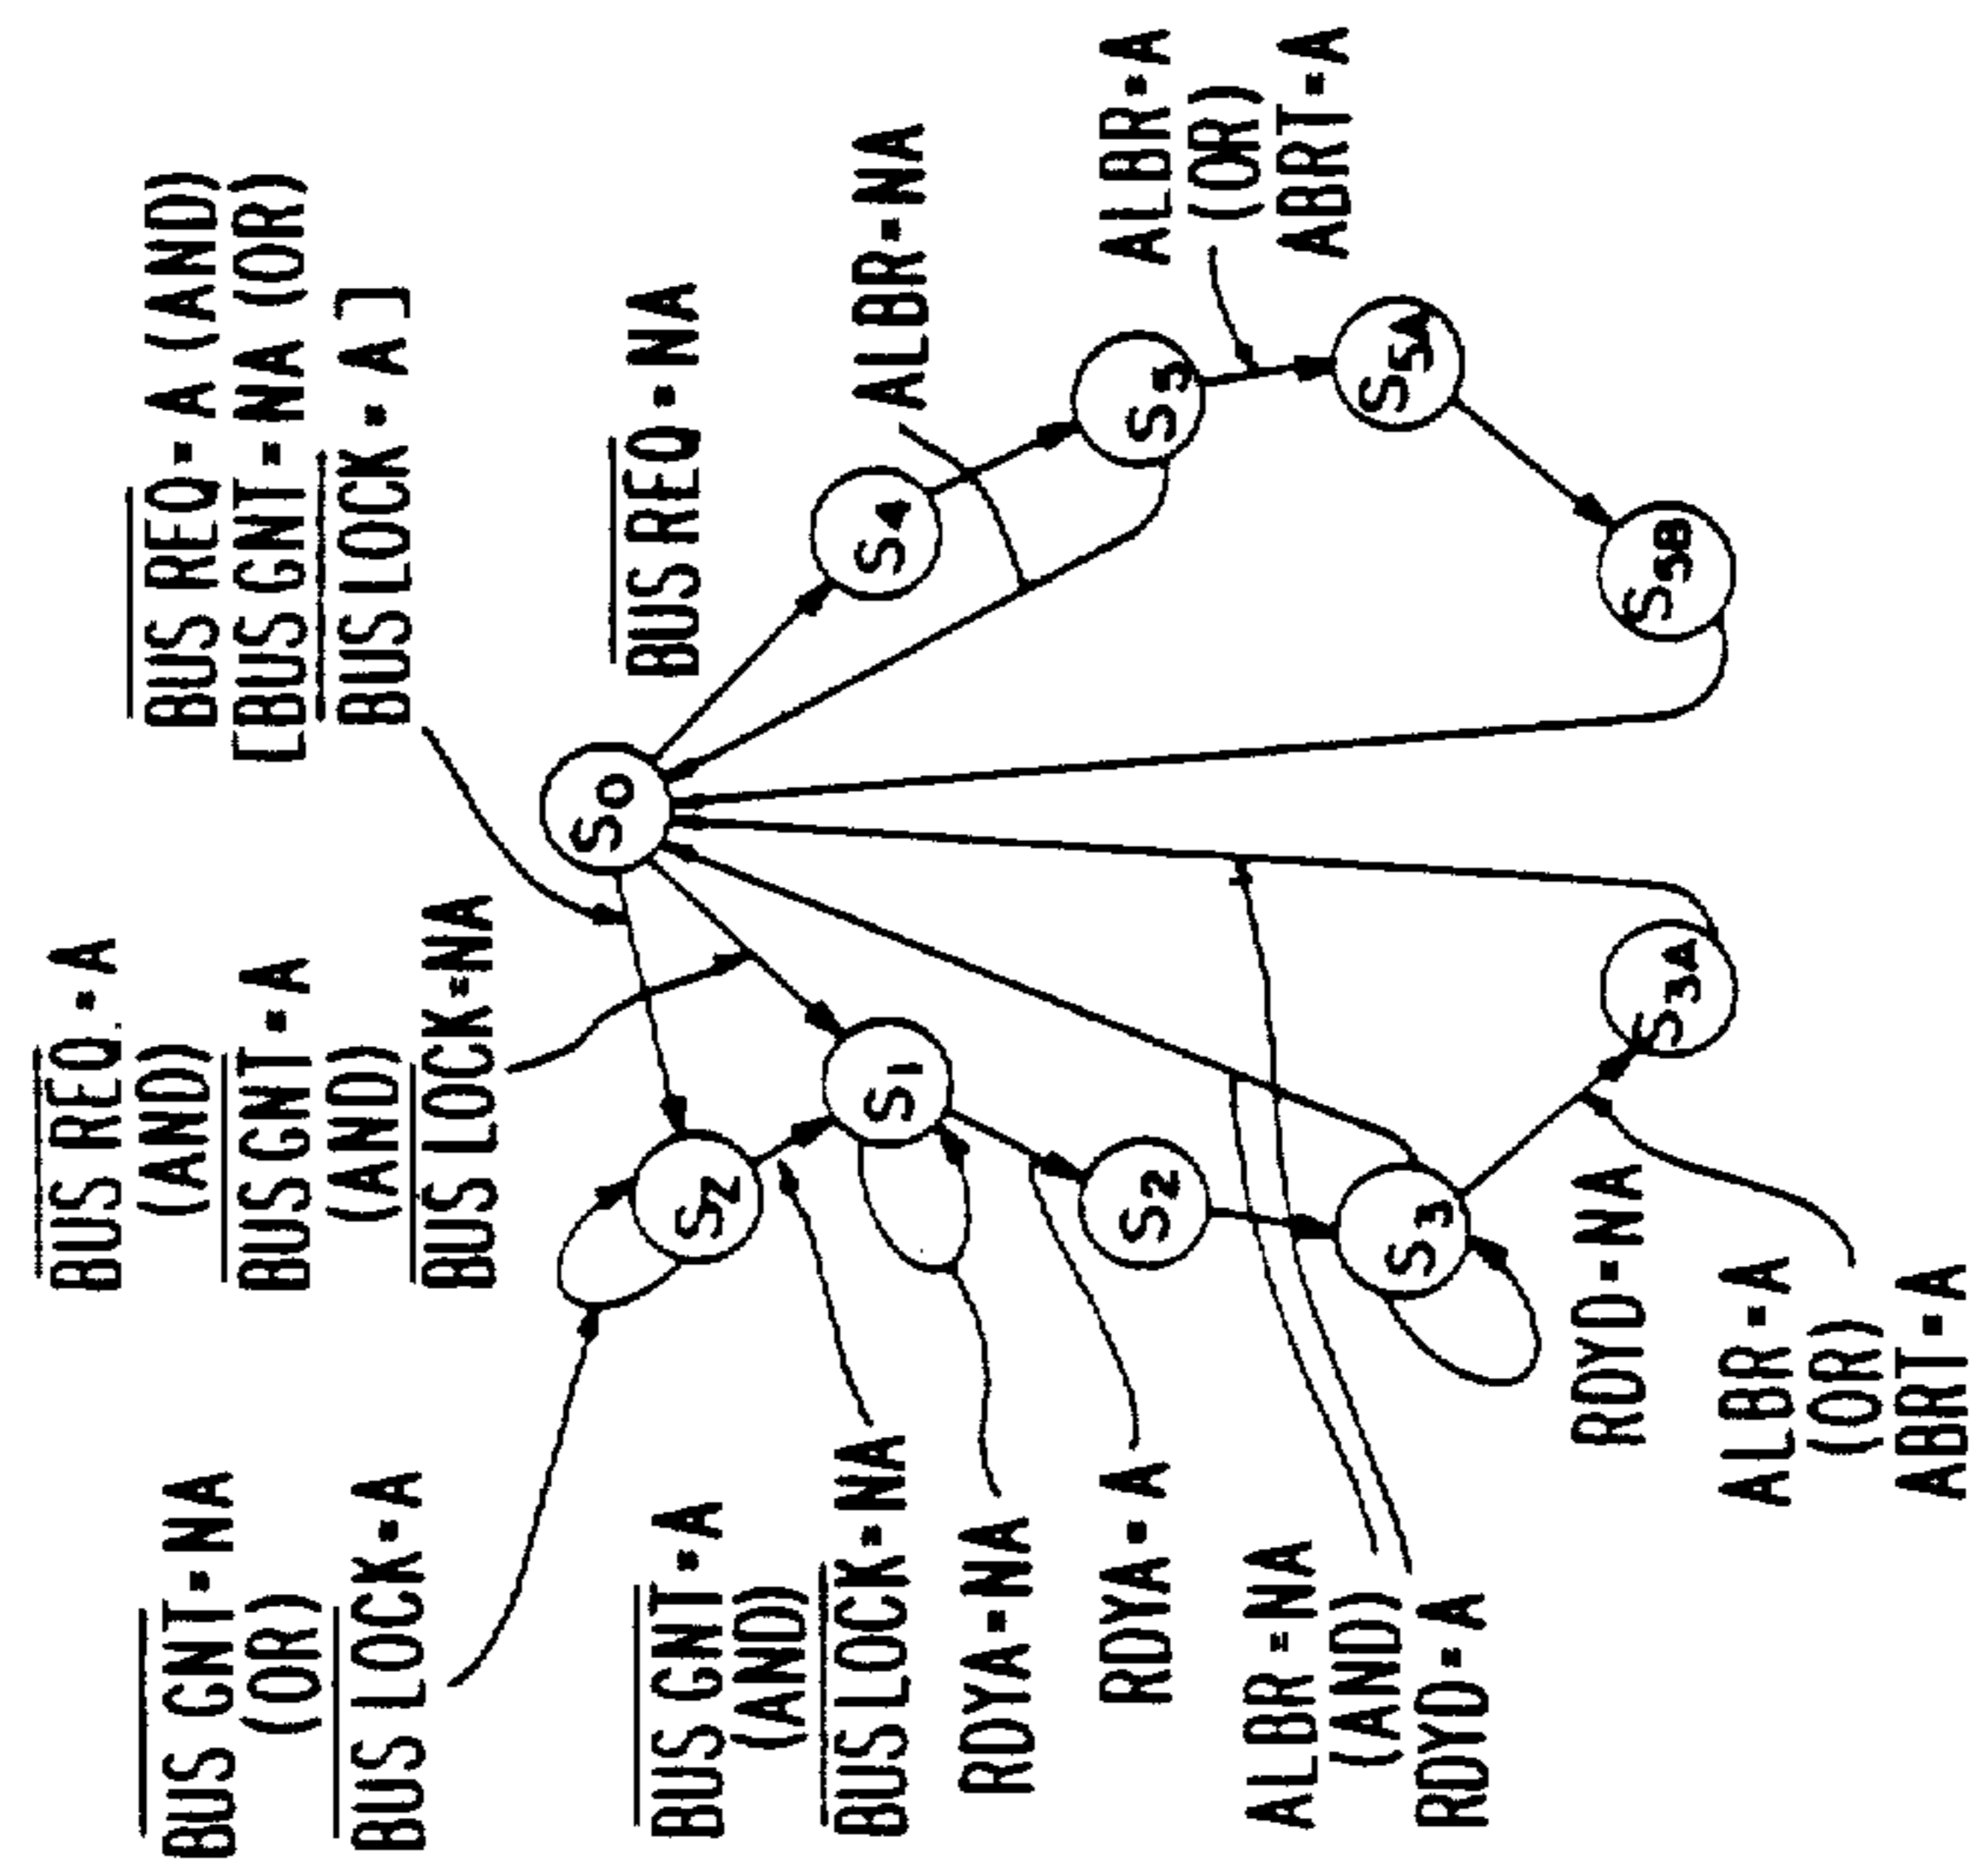 BUS REQ.=A
(AND)
BUS GNT=A
(AND)
BUS LOCK=NA
BUS REQ=A (AND)
[BUS GNT=NA (OR)
BUS LOCK=A]
BUS GNT=NA
(OR)
BUS LOCK=A
BUS REQ=NA
ALBR=NA
ALBR=A
(OR)
ABRT=A
BUS GNT=A
(AND)
BUS LOCK=NA
RDYA=NA
RDYA=A
ALBR=NA
(AND)
RDYD=A
RDYD=NA
ALBR=A
(OR)
ABRT=A
S0
SZ
S1
S4
S2
S5
S3
S5A
S3A
S5B